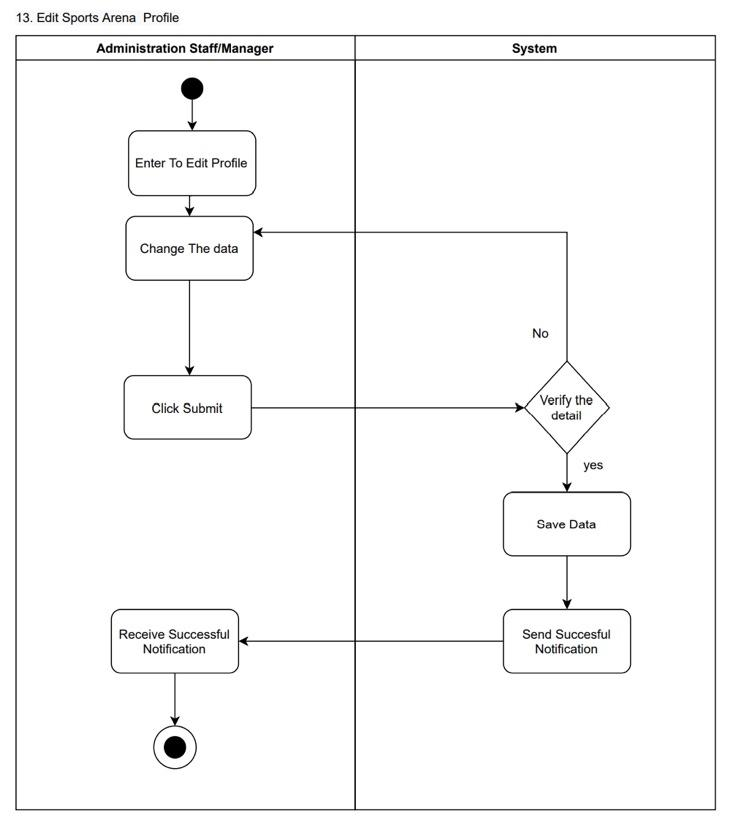 13. Edit Sports Arena Profile
Administration Staff/Manager
System
Enter To Edit Profile
Change The data
No
Click Submit
Verify the
detail
yes
Save Data
Receive Successful
Notification
Send Succesful
Notification